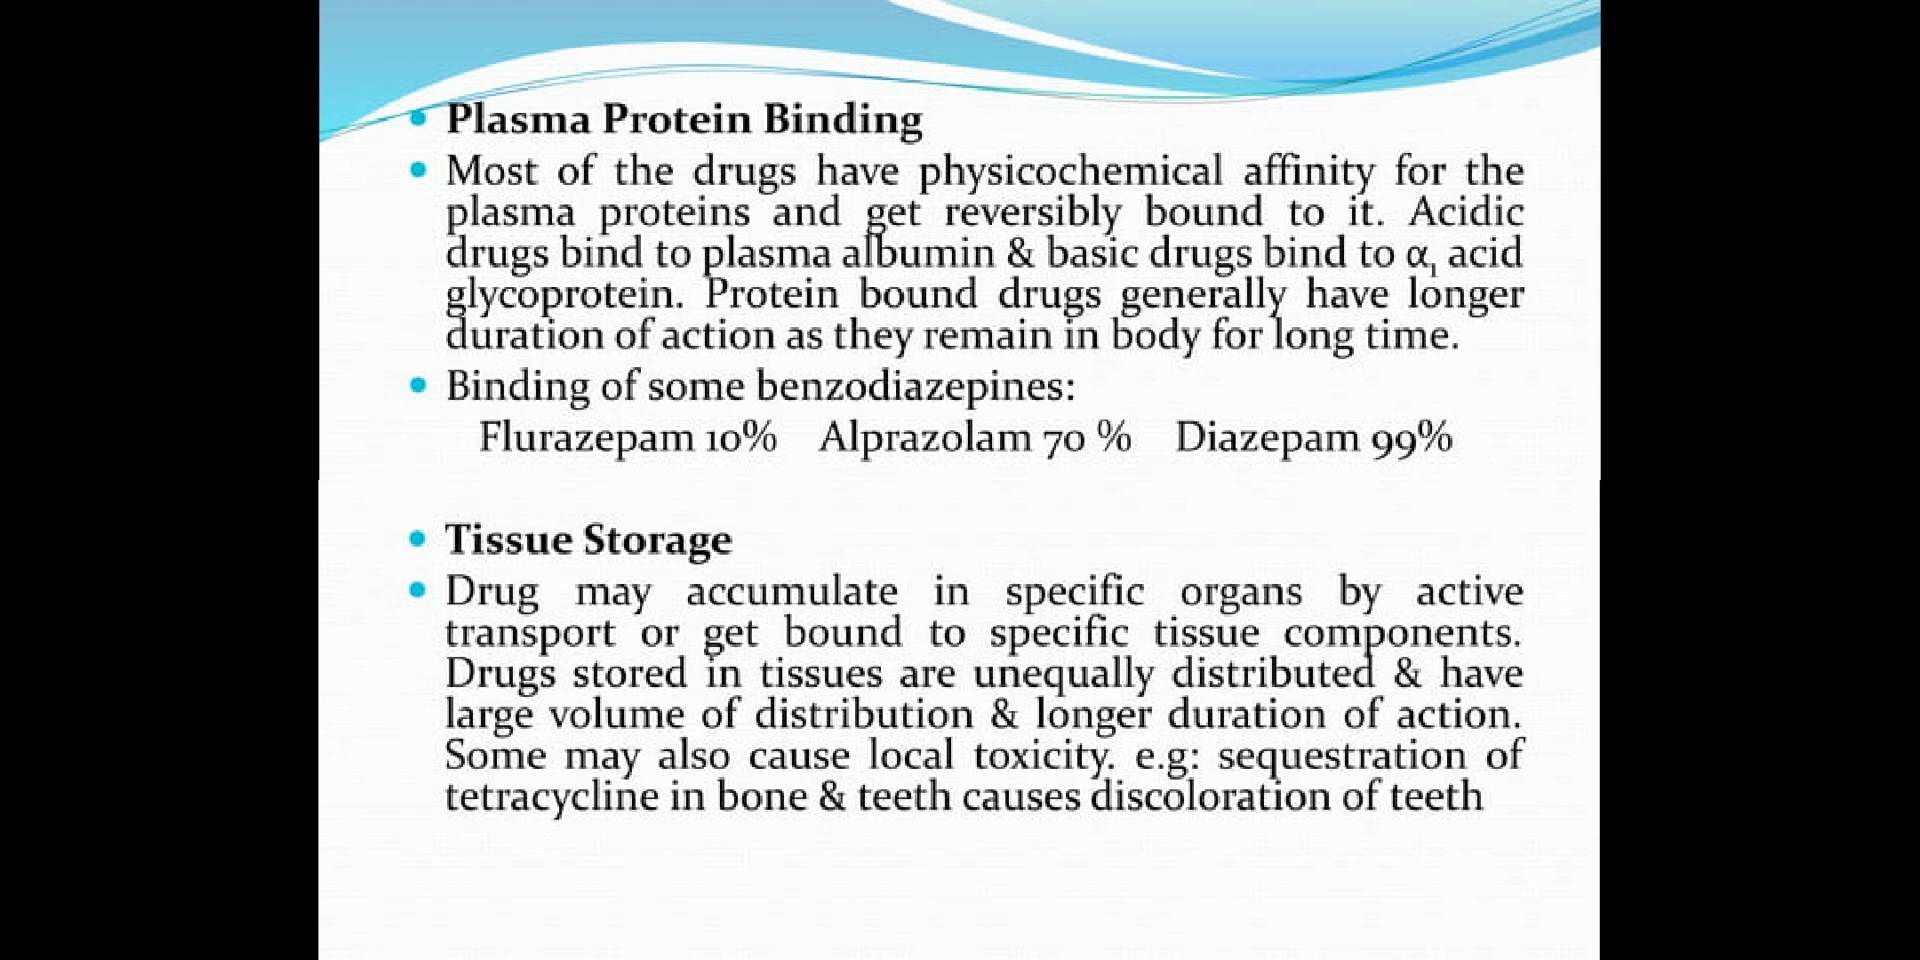 • Plasma Protein Binding
• Most of the drugs have physicochemical affinity for the
plasma proteins and get reversibly bound to it. Acidic
drugs bind to plasma albumin & basic drugs bind to α₁ acid
glycoprotein. Protein bound drugs generally have longer
duration of action as they remain in body for long time.
• Binding of some benzodiazepines:
Flurazepam 10% Alprazolam 70 % Diazepam 99%
• Tissue Storage
• Drug may accumulate in specific organs by active
transport or get bound to specific tissue components.
Drugs stored in tissues are unequally distributed & have
large volume of distribution & longer duration of action.
Some may also cause local toxicity. e.g: sequestration of
tetracycline in bone & teeth causes discoloration of teeth